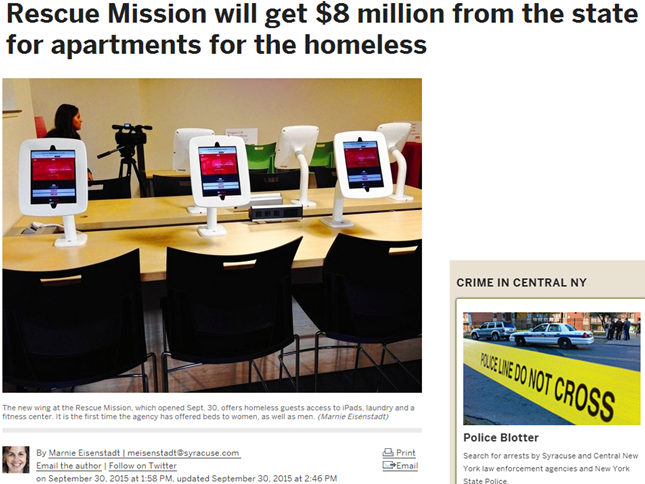 Rescue Mission will get $8 million from the state
for apartments for the homeless
The new wing at the Rescue Mission, which opened Sept. 30, offers homeless guests access to iPads, laundry and a
fitness center. It is the first time the agency has offered beds to women, as well as men. (Marnie Eisenstadt)
By Marnie Eisenstadt | meisenstadt@syracuse.com
Email the author | Follow on Twitter
on September 30, 2015 at 1:58 PM, updated September 30, 2015 at 2:46 PM
Print
Email
CRIME IN CENTRAL NY
POLICE LINE DO NOT CROSS
Police Blotter
Search for arrests by Syracuse and Central New
York law enforcement agencies and New York
State Police.